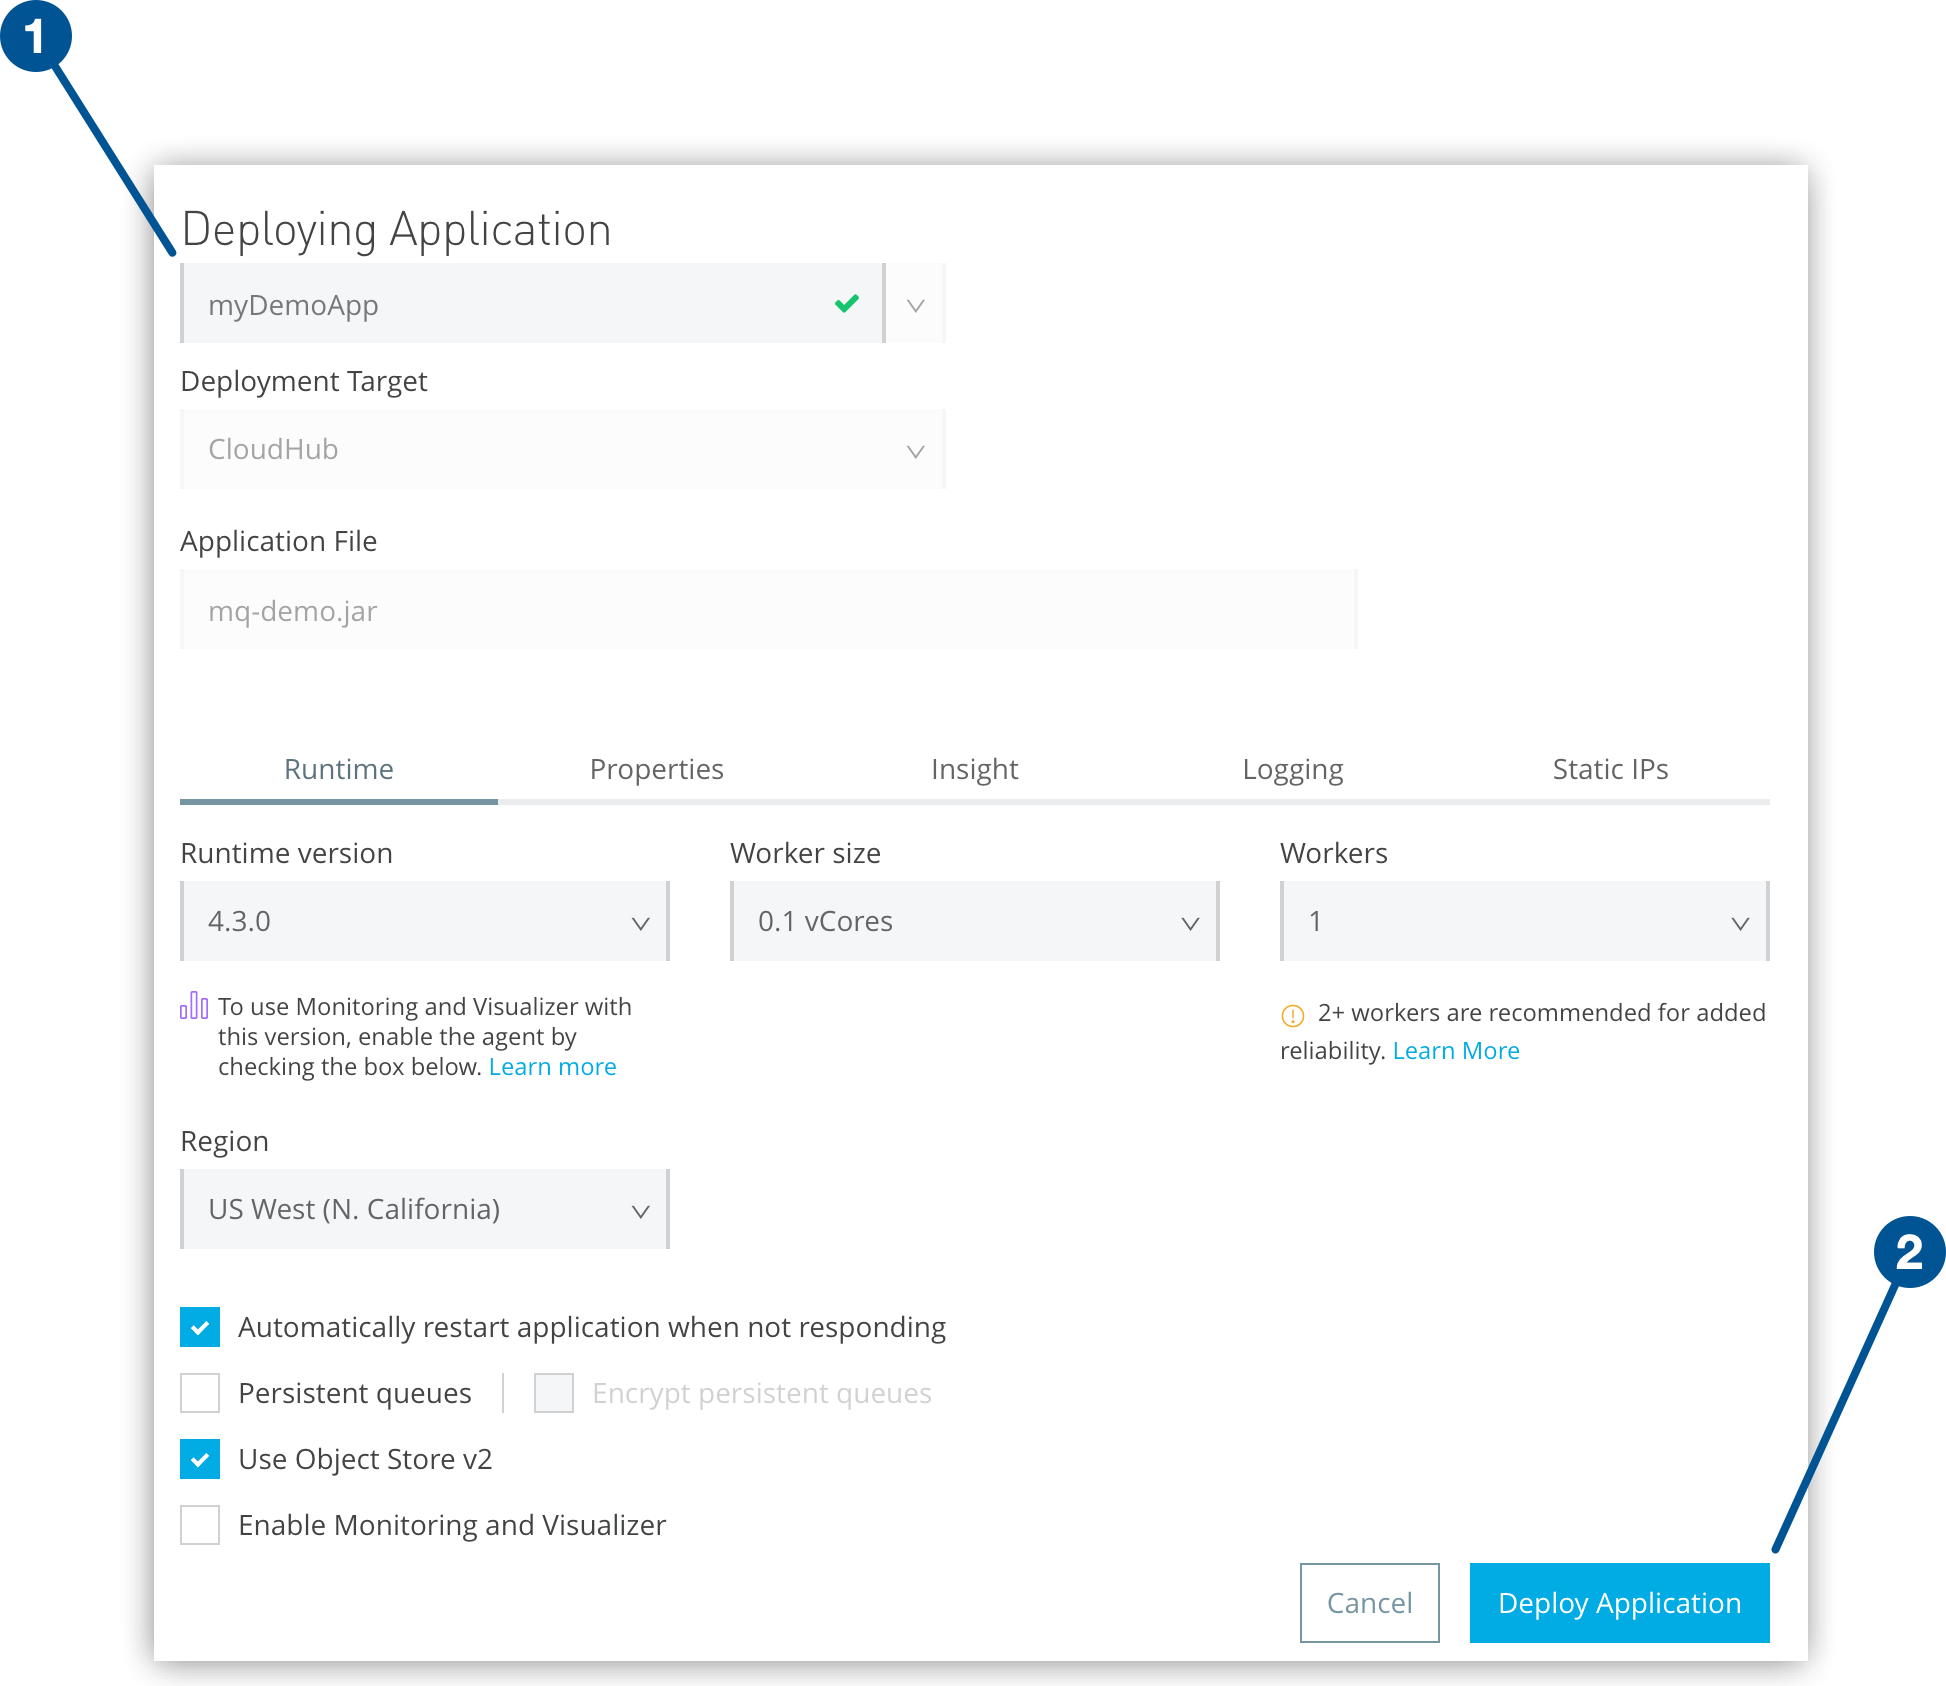 1
Deploying Application
myDemoApp
Deployment Target
CloudHub
Application File
mq-demo.jar
Runtime Properties Insight Logging Static IPs
Runtime version Worker size Workers
4.3.0 0.1 vCores 1
To use Monitoring and Visualizer with
this version, enable the agent by
checking the box below. Learn more
2+ workers are recommended for added
reliability. Learn More
Region
US West (N. California)
2
Automatically restart application when not responding
Persistent queues Encrypt persistent queues
Use Object Store v2
Enable Monitoring and Visualizer
Cancel Deploy Application